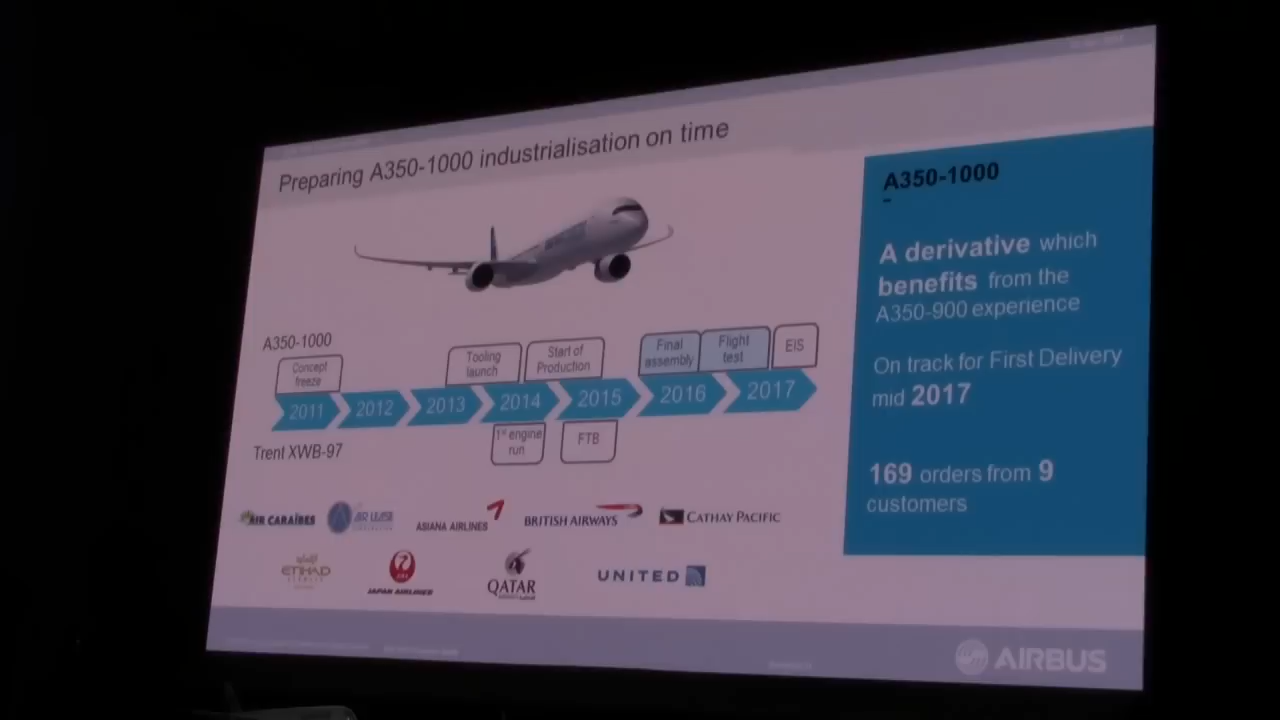 Preparing A350-1000 industrialisation on time
A350-1000
Concept
freeze
Tooling
launch
Start of
Production
Final
assembly
Flight
test
EIS
2011
2012
2013
2014
2015
2016
2017
1st engine
run
FTB
Trent XWB-97
AIR CARAÏBES
AIR LEASE
ASIANA AIRLINES
BRITISH AIRWAYS
CATHAY PACIFIC
ETIHAD
JAPAN AIRLINES
QATAR
UNITED
A350-1000
-
A derivative which
benefits from the
A350-900 experience
On track for First Delivery
mid 2017
169 orders from 9
customers
AIRBUS